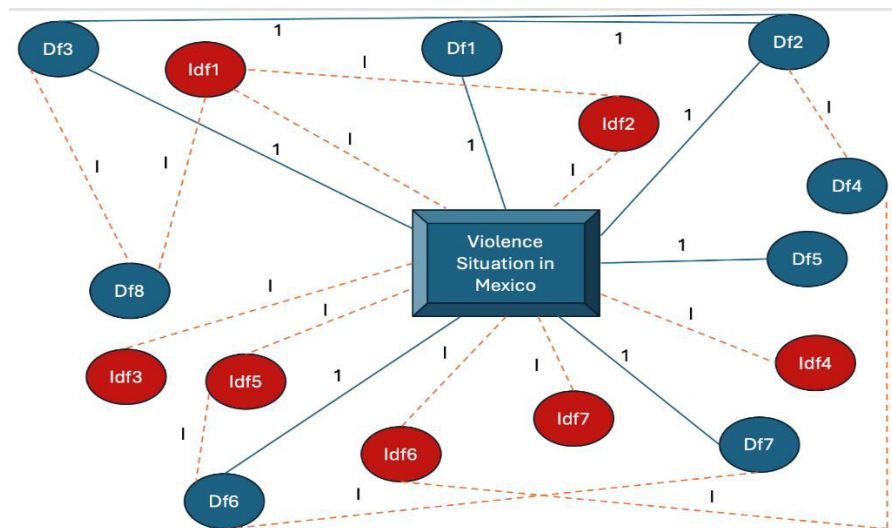 1
1
Df3
Df1
Df2
Idf1
I
I
Idf2
1
I
1
1
I
I
I
Df4
Violence
Situation in
Mexico
1
Df5
I
Df8
I
I
I
1
I
1
Idf3
Idf5
Idf4
I
Idf7
I
Idf6
Df7
Df6
I
I